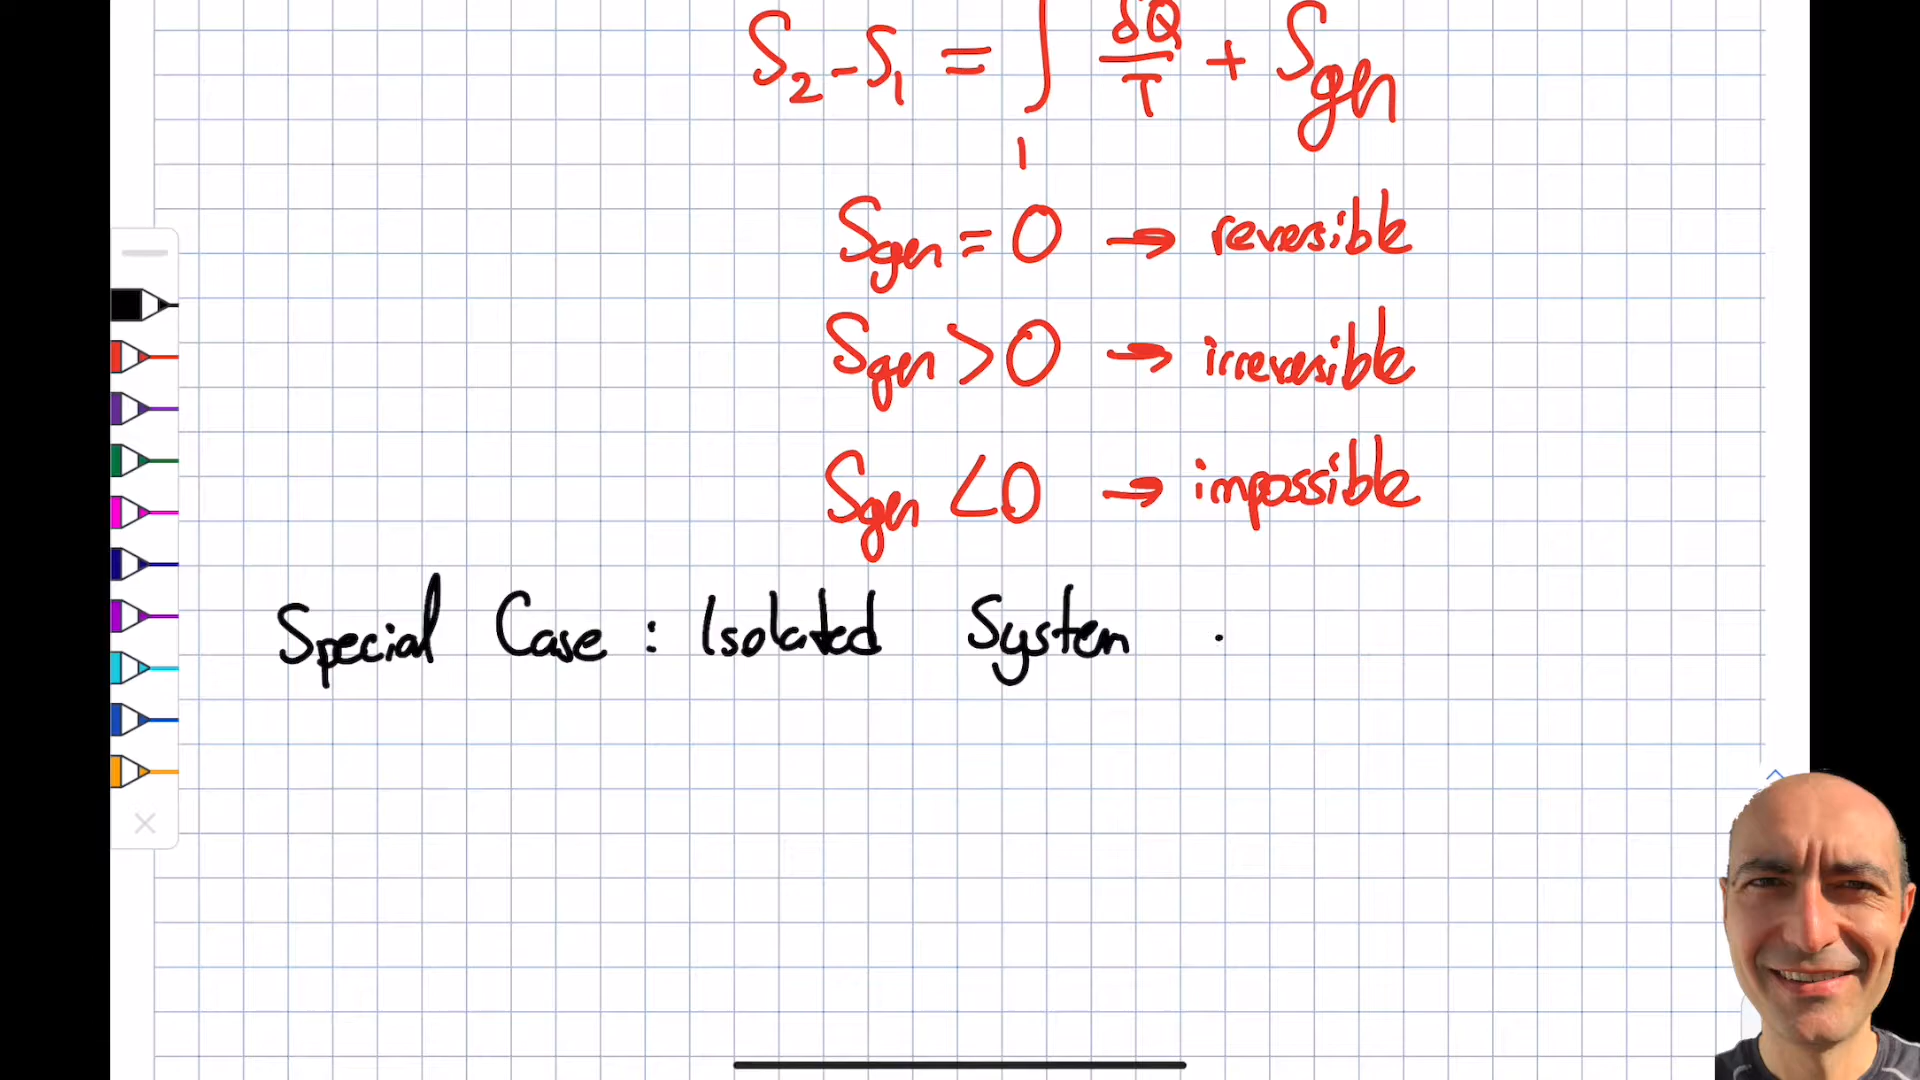 S₂-S₁ = ∫₁ δQ/T + Sgen
Sgen = 0 → reversible
Sgen > 0 → irreversible
Sgen < 0 → impossible
Special Case : Isolated System .